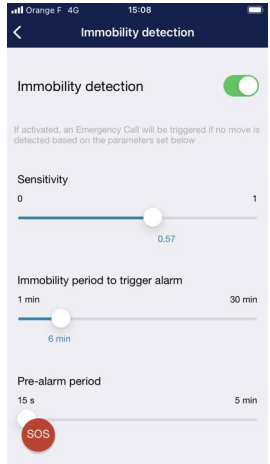 Orange F 4G 15:08
Immobility detection
Immobility detection
If activated, an Emergency Call will be triggered if no move is
detected based on the parameters set below
Sensitivity
0 1
0.57
Immobility period to trigger alarm
1 min 30 min
6 min
Pre-alarm period
15 s 5 min
SOS